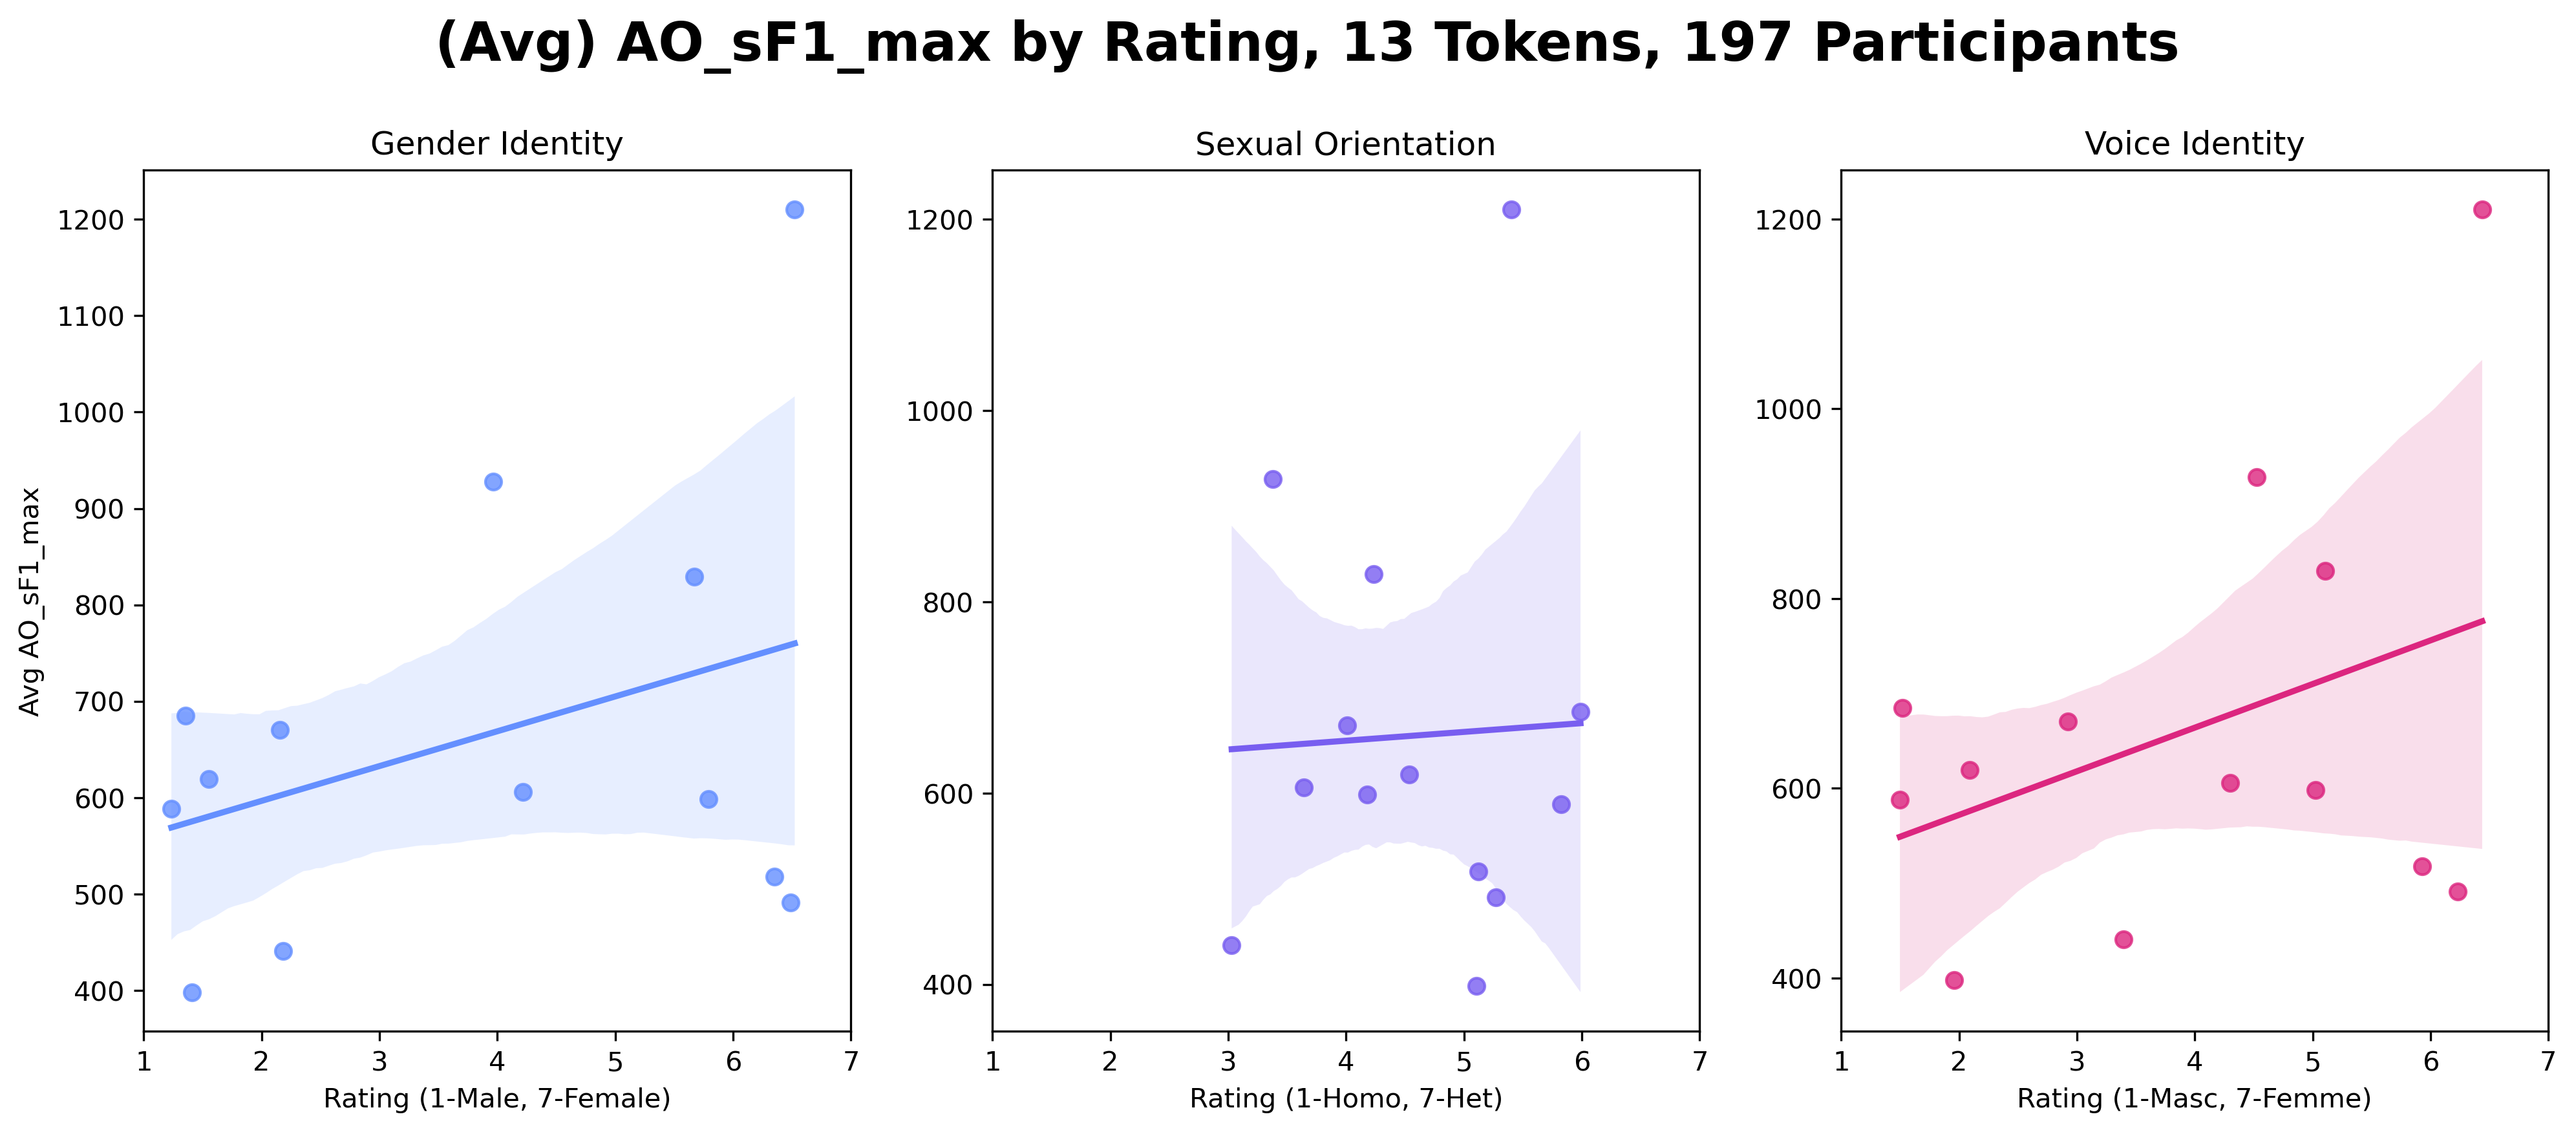 (Avg) AO_sF1_max by Rating, 13 Tokens, 197 Participants
Gender Identity
Avg AO_sF1_max
1200
1100
1000
900
800
700
600
500
400
1 2 3 4 5 6 7
Rating (1-Male, 7-Female)
Sexual Orientation
1200
1000
800
600
400
1 2 3 4 5 6 7
Rating (1-Homo, 7-Het)
Voice Identity
1200
1000
800
600
400
1 2 3 4 5 6 7
Rating (1-Masc, 7-Femme)